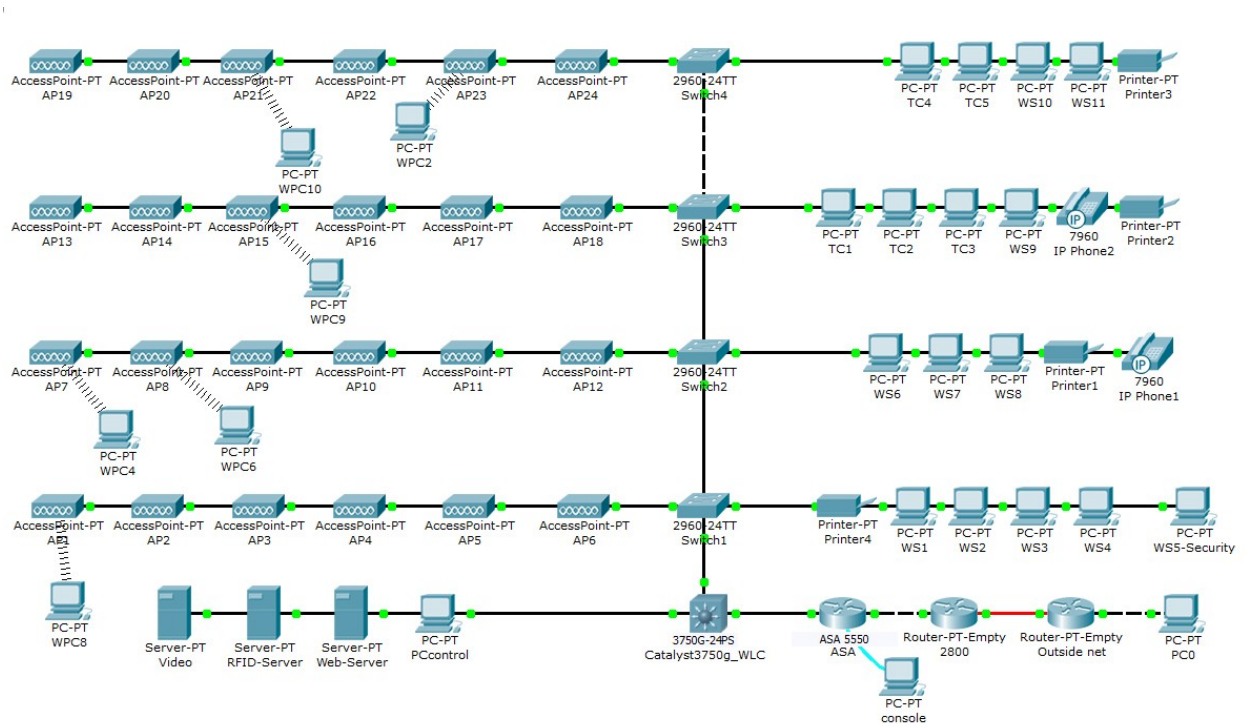 AccessPoint-PT AccessPoint-PT AccessPoint-PT AccessPoint-PT AccessPoint-PT AccessPoint-PT 2960-24TT PC-PT PC-PT PC-PT PC-PT Printer-PT
AP19 AP20 AP21 AP22 AP23 AP24 Switch4 TC4 TC5 WS10 WS11 Printer3
PC-PT PC-PT
WPC10 WPC2
AccessPoint-PT AccessPoint-PT AccessPoint-PT AccessPoint-PT AccessPoint-PT AccessPoint-PT 2960-24TT PC-PT PC-PT PC-PT PC-PT IP 7960 Printer-PT
AP13 AP14 AP15 AP16 AP17 AP18 Switch3 TC1 TC2 TC3 WS9 IP Phone2 Printer2
PC-PT
WPC9
AccessPoint-PT AccessPoint-PT AccessPoint-PT AccessPoint-PT AccessPoint-PT AccessPoint-PT 2960-24TT PC-PT PC-PT PC-PT Printer-PT IP 7960
AP7 AP8 AP9 AP10 AP11 AP12 Switch2 WS6 WS7 WS8 Printer1 IP Phone1
PC-PT PC-PT
WPC4 WPC6
AccessPoint-PT AccessPoint-PT AccessPoint-PT AccessPoint-PT AccessPoint-PT AccessPoint-PT 2960-24TT Printer-PT PC-PT PC-PT PC-PT PC-PT PC-PT
AP1 AP2 AP3 AP4 AP5 AP6 Switch1 Printer4 WS1 WS2 WS3 WS4 WS5-Security
PC-PT Server-PT Server-PT Server-PT PC-PT 3750G-24PS ASA 5550 Router-PT-Empty Router-PT-Empty PC-PT
WPC8 Video RFID-Server Web-Server PCcontrol Catalyst3750g_WLC ASA 2800 Outside net PC0
PC-PT
console